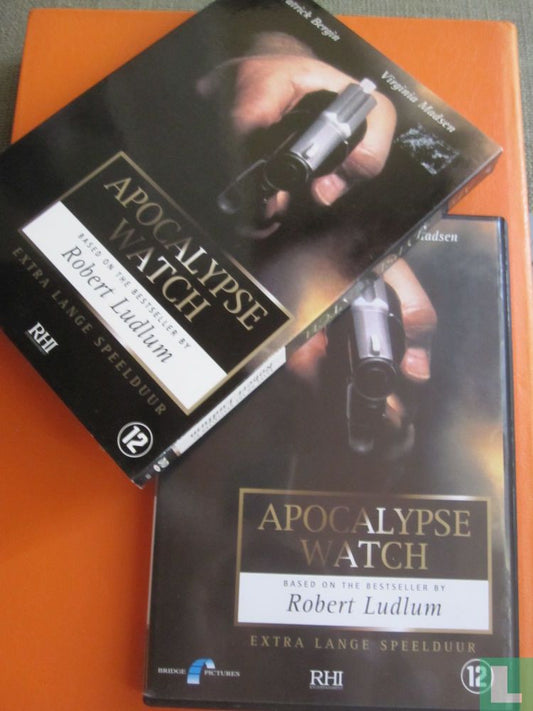 Patrick Bergin
Virginia Madsen
APOCALYPSE
WATCH
BASED ON THE BESTSELLER BY
Robert Ludlum
EXTRA LANGE SPEELDUUR
RHI
12
Madsen
APOCALYPSE
WATCH
BASED ON THE BESTSELLER BY
Robert Ludlum
EXTRA LANGE SPEELDUUR
BRIDGE PICTURES
RHI
ENTERTAINMENT
12
L